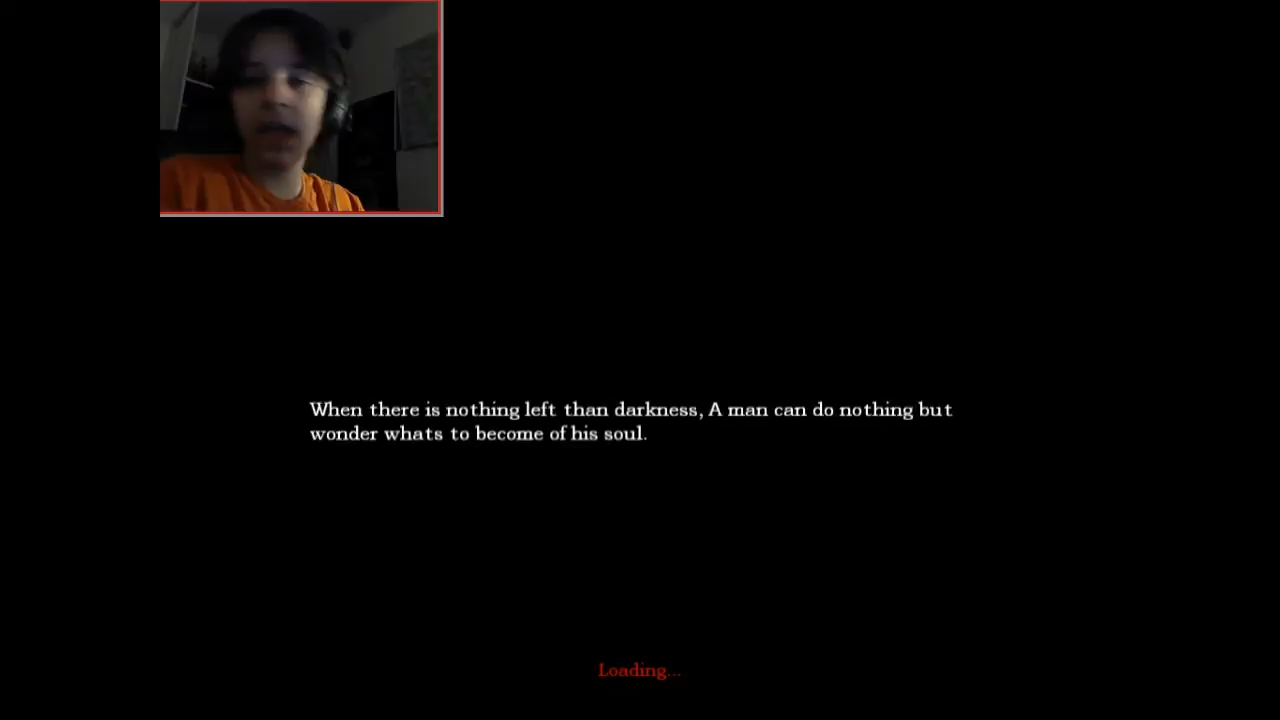 When there is nothing left than darkness, A man can do nothing but
wonder whats to become of his soul.
Loading...